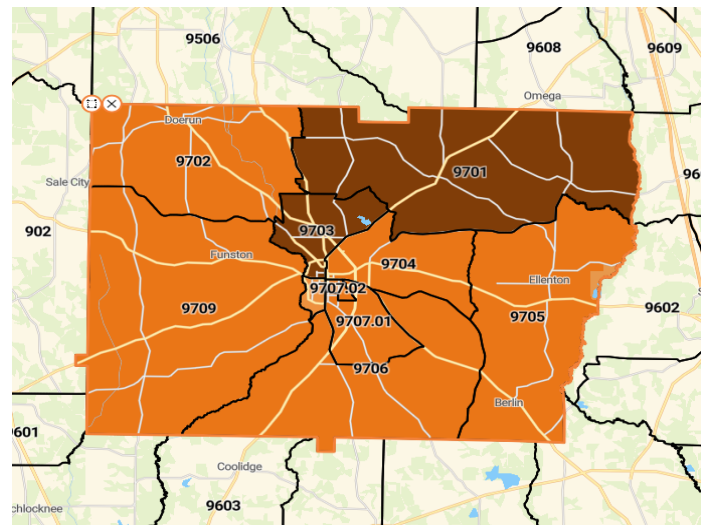 9506
9608
9609
Omega
Doerun
9702
9701
Sale City
902
9703
Funston
9704
Ellenton
9707.02
9709
9707.01
9705
9602
9706
Berlin
9601
Coolidge
chlocknee
9603